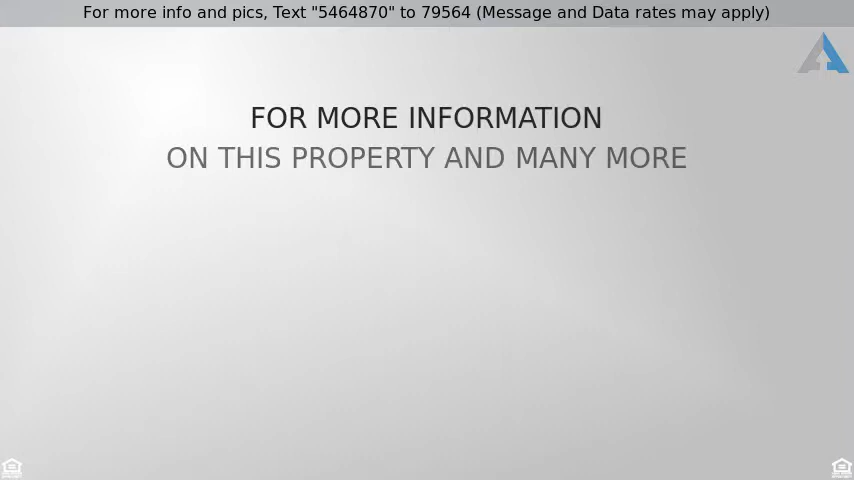 For more info and pics, Text "5464870" to 79564 (Message and Data rates may apply)
FOR MORE INFORMATION
ON THIS PROPERTY AND MANY MORE